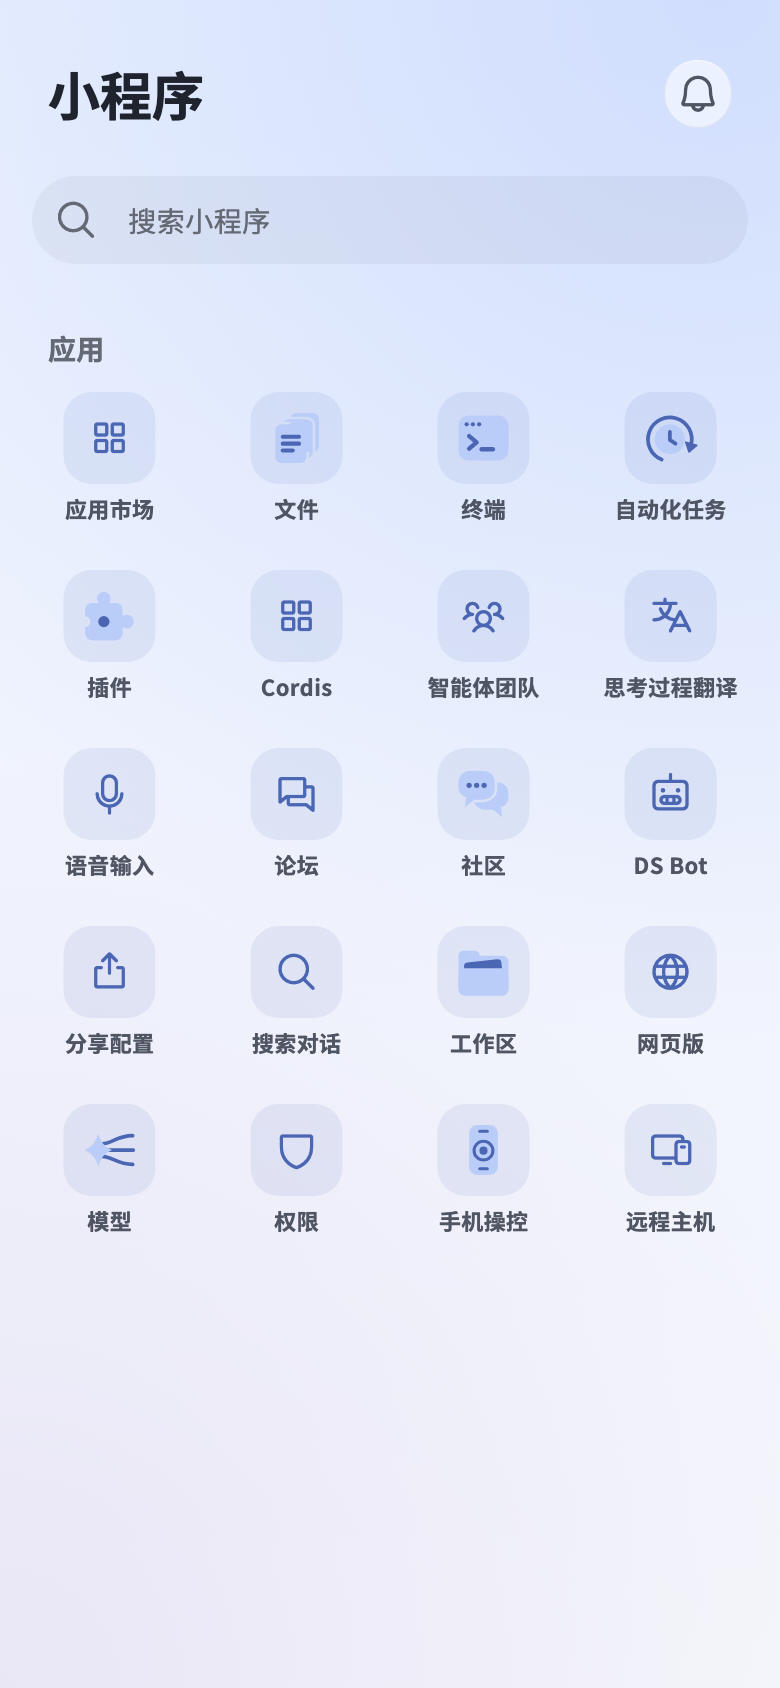 小程序
搜索小程序
应用
应用市场
文件
终端
自动化任务
插件
Cordis
智能体团队
思考过程翻译
语音输入
论坛
社区
DS Bot
分享配置
搜索对话
工作区
网页版
模型
权限
手机操控
远程主机